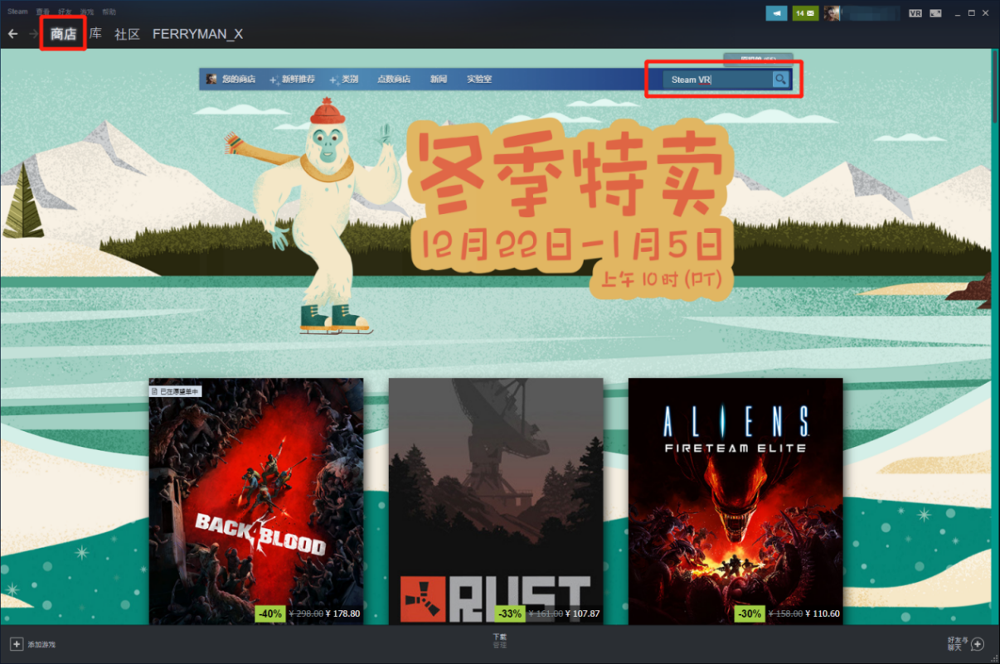 Steam 查看 好友 游戏 帮助
14
VR
商店 库 社区 FERRYMAN_X
您的商店 新鲜推荐 类别 点数商店 新闻 实验室
Steam VR
冬季特卖
12月22日-1月5日
上午 10 时 (PT)
已在愿望单中
BACK 4 BLOOD
-40% ¥ 298.00 ¥ 178.80
RUST
-33% ¥ 161.00 ¥ 107.87
ALIENS
FIRETEAM ELITE
-30% ¥ 158.00 ¥ 110.60
添加游戏
下载
管理
好友与
聊天